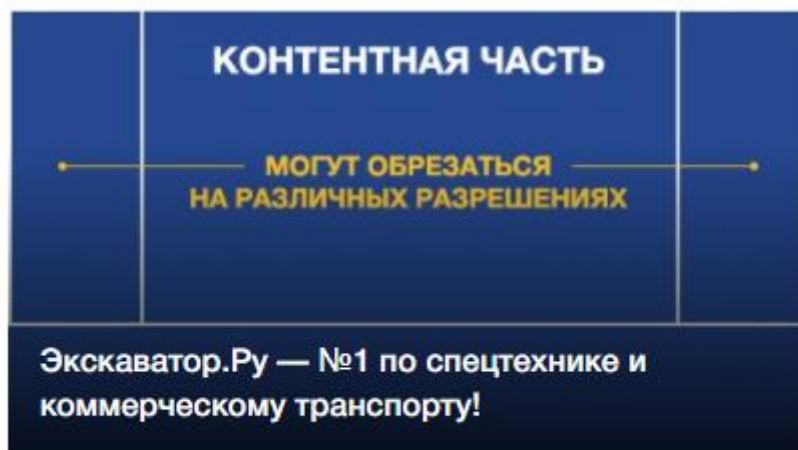 КОНТЕНТНАЯ ЧАСТЬ
МОГУТ ОБРЕЗАТЬСЯ
НА РАЗЛИЧНЫХ РАЗРЕШЕНИЯХ
Экскаватор.Ру — №1 по спецтехнике и
коммерческому транспорту!